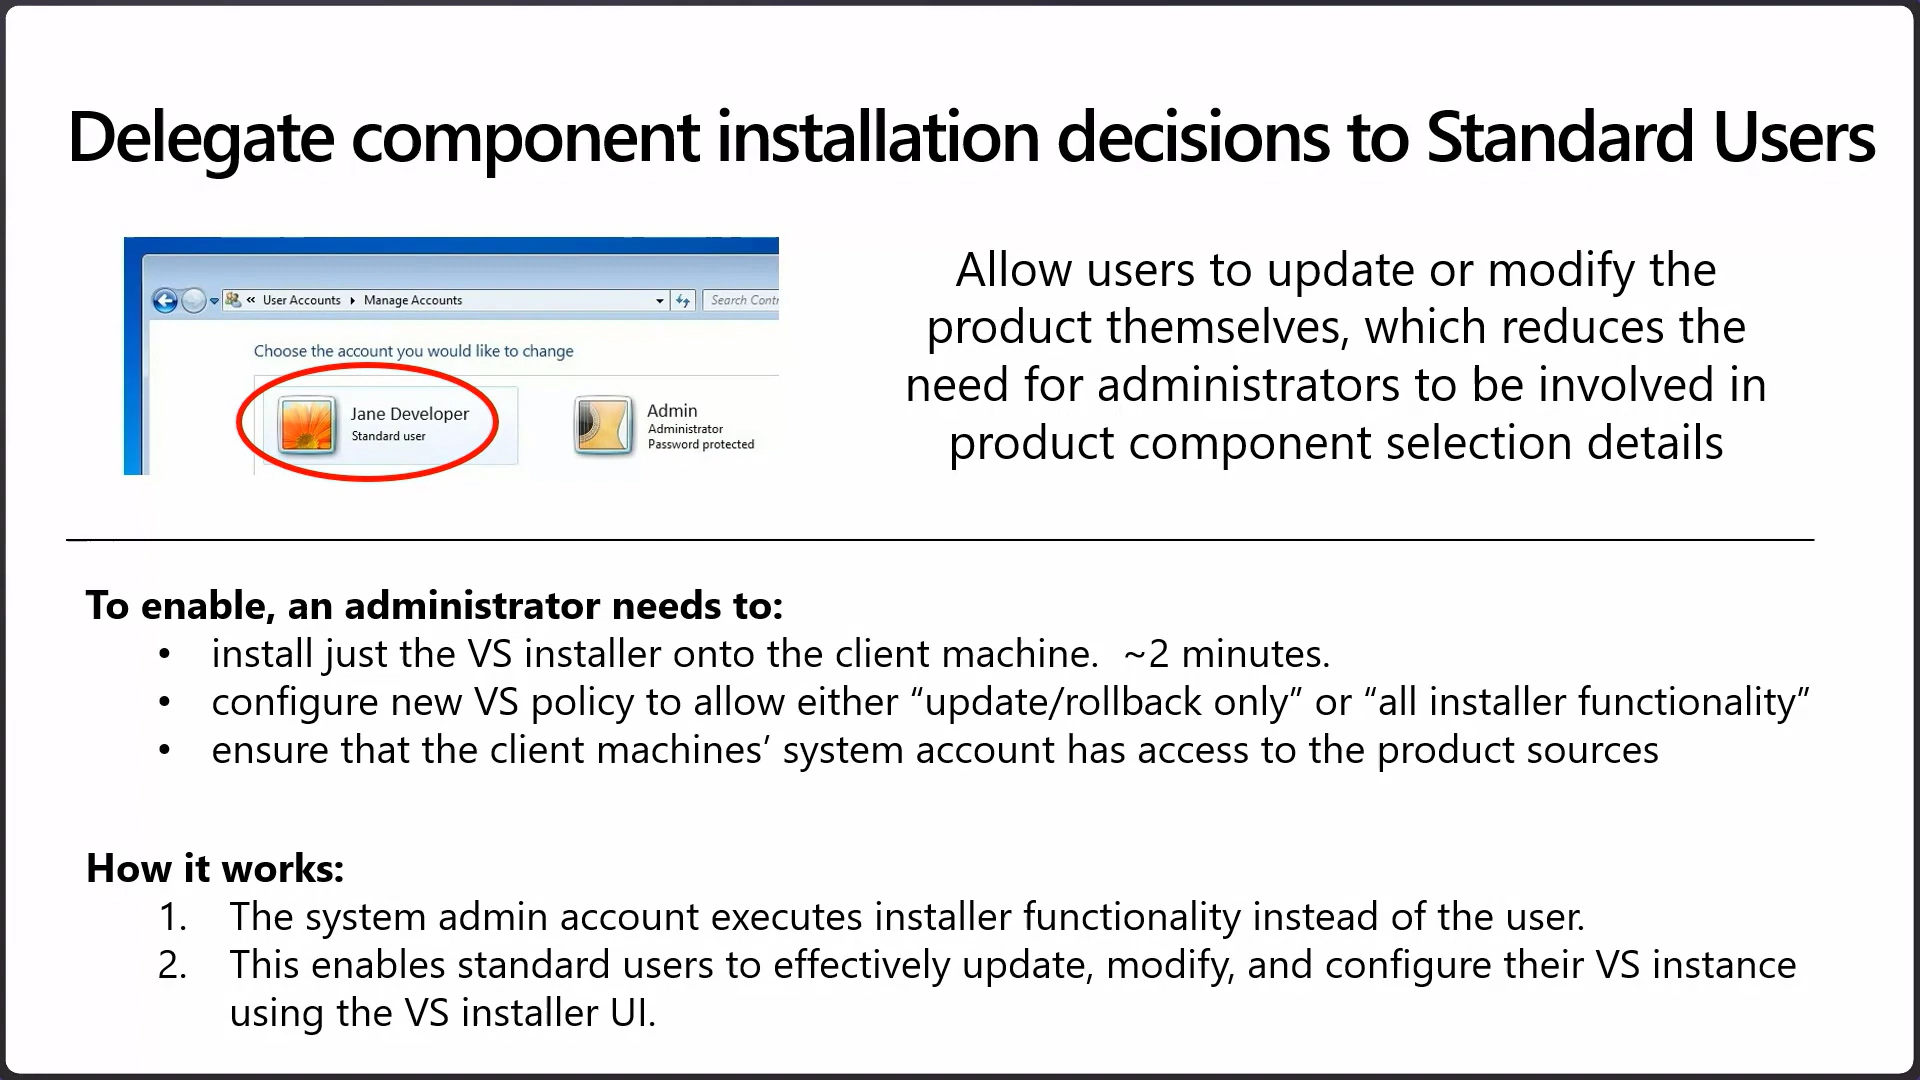 Delegate component installation decisions to Standard Users
« User Accounts ▸ Manage Accounts
Search Contr
Choose the account you would like to change
Jane Developer
Standard user
Admin
Administrator
Password protected
Allow users to update or modify the
product themselves, which reduces the
need for administrators to be involved in
product component selection details
To enable, an administrator needs to:
• install just the VS installer onto the client machine.  ~2 minutes.
• configure new VS policy to allow either “update/rollback only” or “all installer functionality”
• ensure that the client machines’ system account has access to the product sources
How it works:
1. The system admin account executes installer functionality instead of the user.
2. This enables standard users to effectively update, modify, and configure their VS instance
using the VS installer UI.